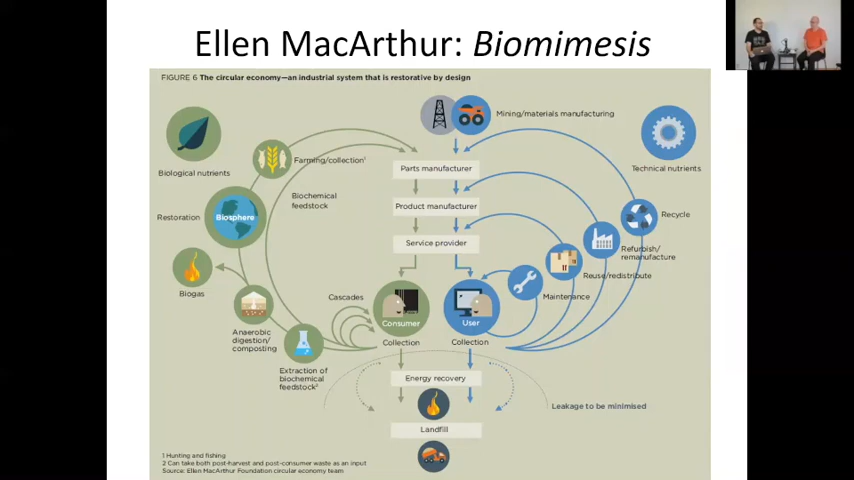 Ellen MacArthur: Biomimesis
FIGURE 6 The circular economy—an industrial system that is restorative by design
Mining/materials manufacturing
Biological nutrients
Farming/collection¹
Technical nutrients
Parts manufacturer
Biochemical
feedstock
Product manufacturer
Restoration
Biosphere
Recycle
Service provider
Refurbish/
remanufacture
Reuse/redistribute
Biogas
Cascades
Maintenance
Consumer
User
Anaerobic
digestion/
composting
Collection
Collection
Extraction of
biochemical
feedstock²
Energy recovery
Leakage to be minimised
Landfill
1 Hunting and fishing
2 Can take both post-harvest and post-consumer waste as an input
Source: Ellen MacArthur Foundation circular economy team